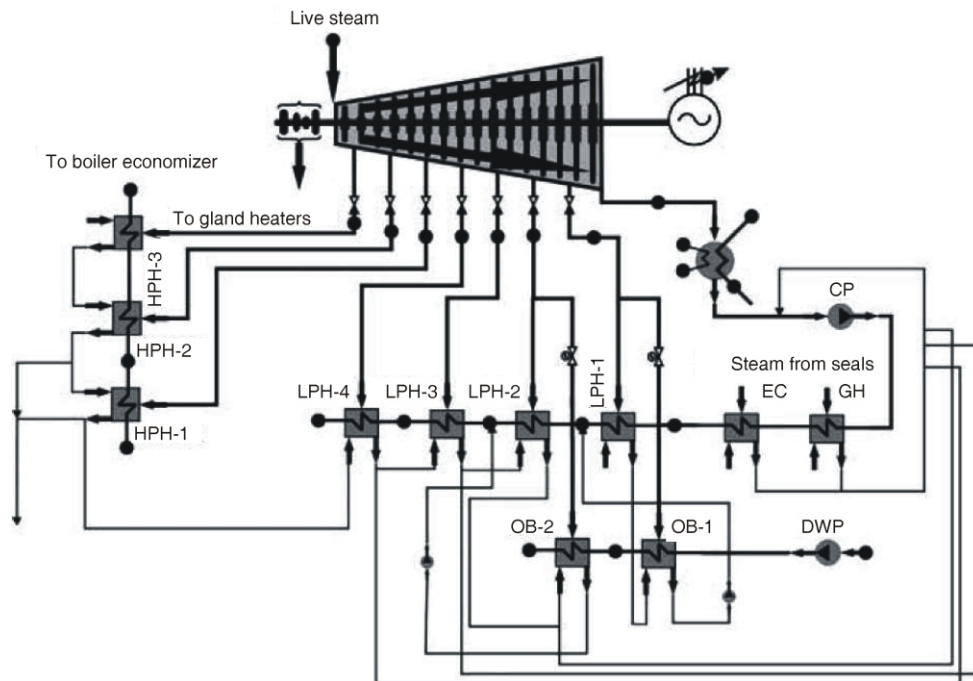 Live steam
To boiler economizer
To gland heaters
HPH-3
CP
HPH-2
Steam from seals
LPH-4
LPH-3
LPH-2
LPH-1
EC
GH
HPH-1
OB-2
OB-1
DWP